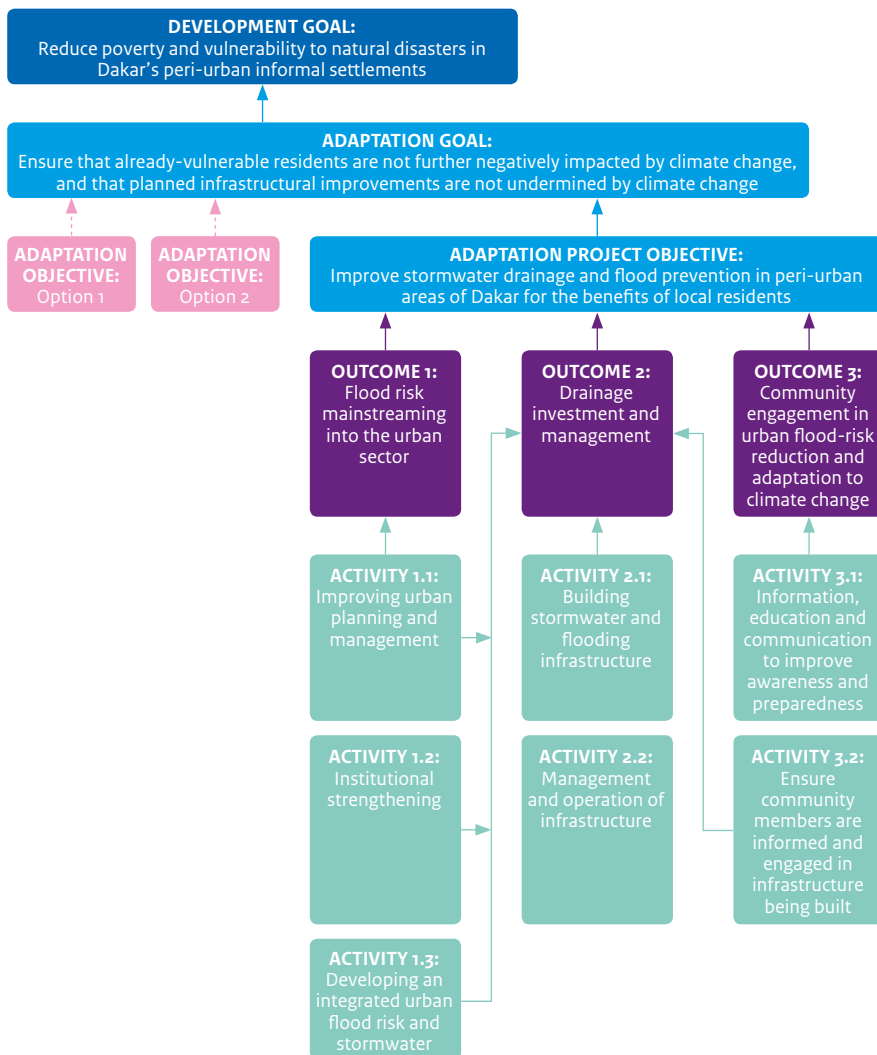 DEVELOPMENT GOAL:
Reduce poverty and vulnerability to natural disasters in
Dakar's peri-urban informal settlements
ADAPTATION GOAL:
Ensure that already-vulnerable residents are not further negatively impacted by climate change,
and that planned infrastructural improvements are not undermined by climate change
ADAPTATION
OBJECTIVE:
Option 1
ADAPTATION
OBJECTIVE:
Option 2
ADAPTATION PROJECT OBJECTIVE:
Improve stormwater drainage and flood prevention in peri-urban
areas of Dakar for the benefits of local residents
OUTCOME 1:
Flood risk
mainstreaming
into the urban
sector
OUTCOME 2:
Drainage
investment and
management
OUTCOME 3:
Community
engagement in
urban flood-risk
reduction and
adaptation to
climate change
ACTIVITY 1.1:
Improving urban
planning and
management
ACTIVITY 2.1:
Building
stormwater and
flooding
infrastructure
ACTIVITY 3.1:
Information,
education and
communication
to improve
awareness and
preparedness
ACTIVITY 1.2:
Institutional
strengthening
ACTIVITY 2.2:
Management
and operation of
infrastructure
ACTIVITY 3.2:
Ensure
community
members are
informed and
engaged in
infrastructure
being built
ACTIVITY 1.3:
Developing an
integrated urban
flood risk and
stormwater